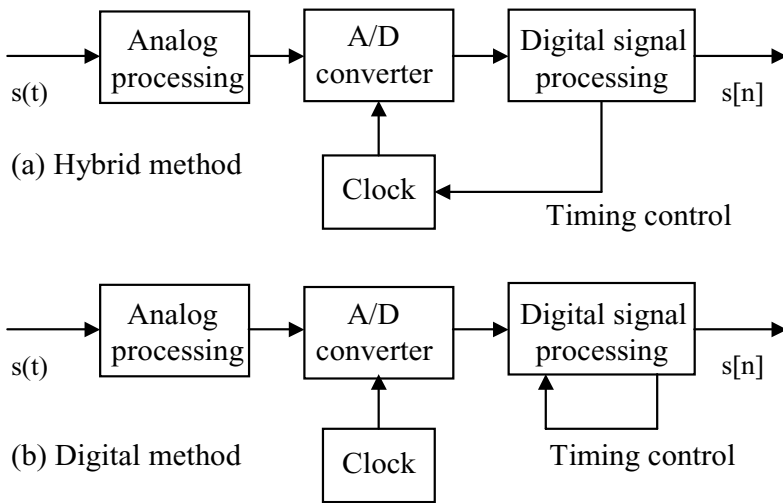 Analog
processing
A/D
converter
Digital signal
processing
s(t)
s[n]
(a) Hybrid method
Clock
Timing control
Analog
processing
A/D
converter
Digital signal
processing
s(t)
s[n]
(b) Digital method
Clock
Timing control